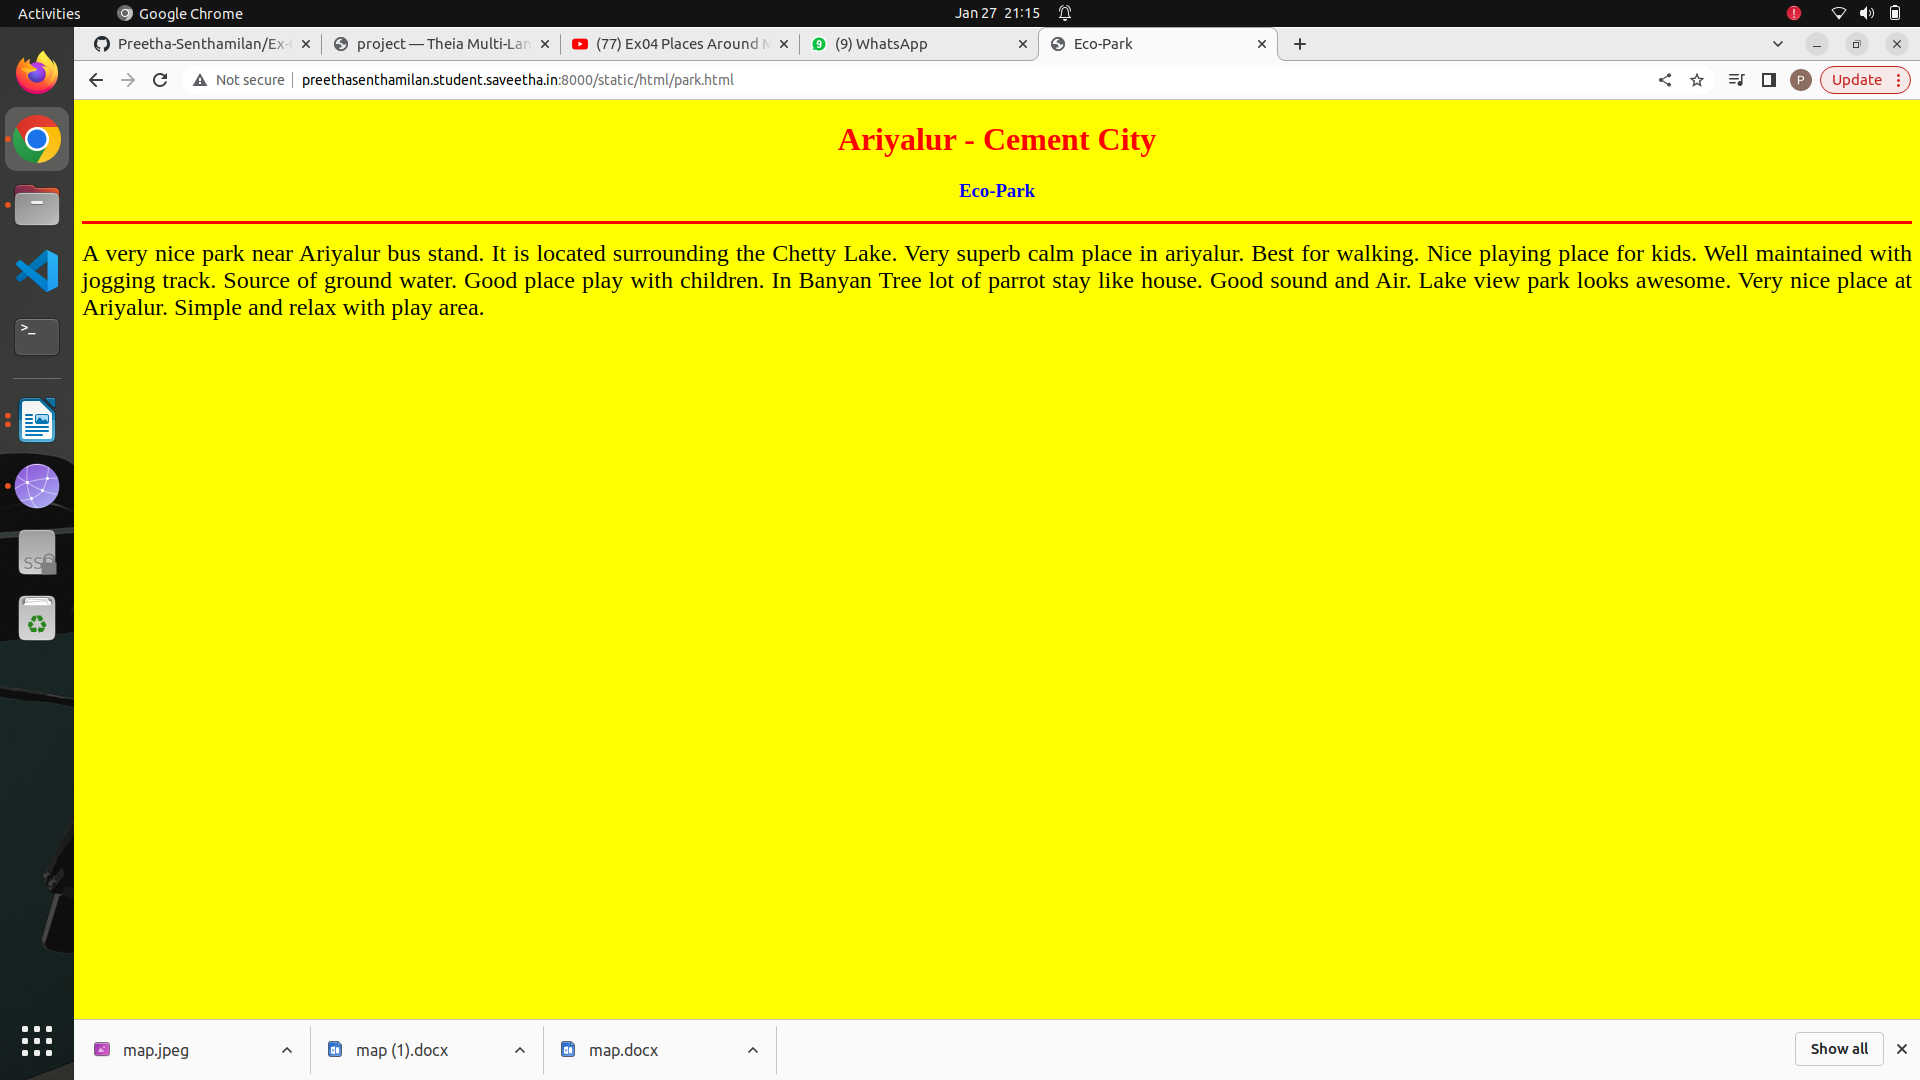 Activities
Google Chrome
Jan 27 21:15
Preetha-Senthamilan/Ex-
project — Theia Multi-Lan
(77) Ex04 Places Around M
(9) WhatsApp
Eco-Park
Not secure
preethasenthamilan.student.saveetha.in:8000/static/html/park.html
P
Update
Ariyalur - Cement City
Eco-Park
A very nice park near Ariyalur bus stand. It is located surrounding the Chetty Lake. Very superb calm place in ariyalur. Best for walking. Nice playing place for kids. Well maintained with
jogging track. Source of ground water. Good place play with children. In Banyan Tree lot of parrot stay like house. Good sound and Air. Lake view park looks awesome. Very nice place at
Ariyalur. Simple and relax with play area.
>_
map.jpeg
map (1).docx
map.docx
Show all